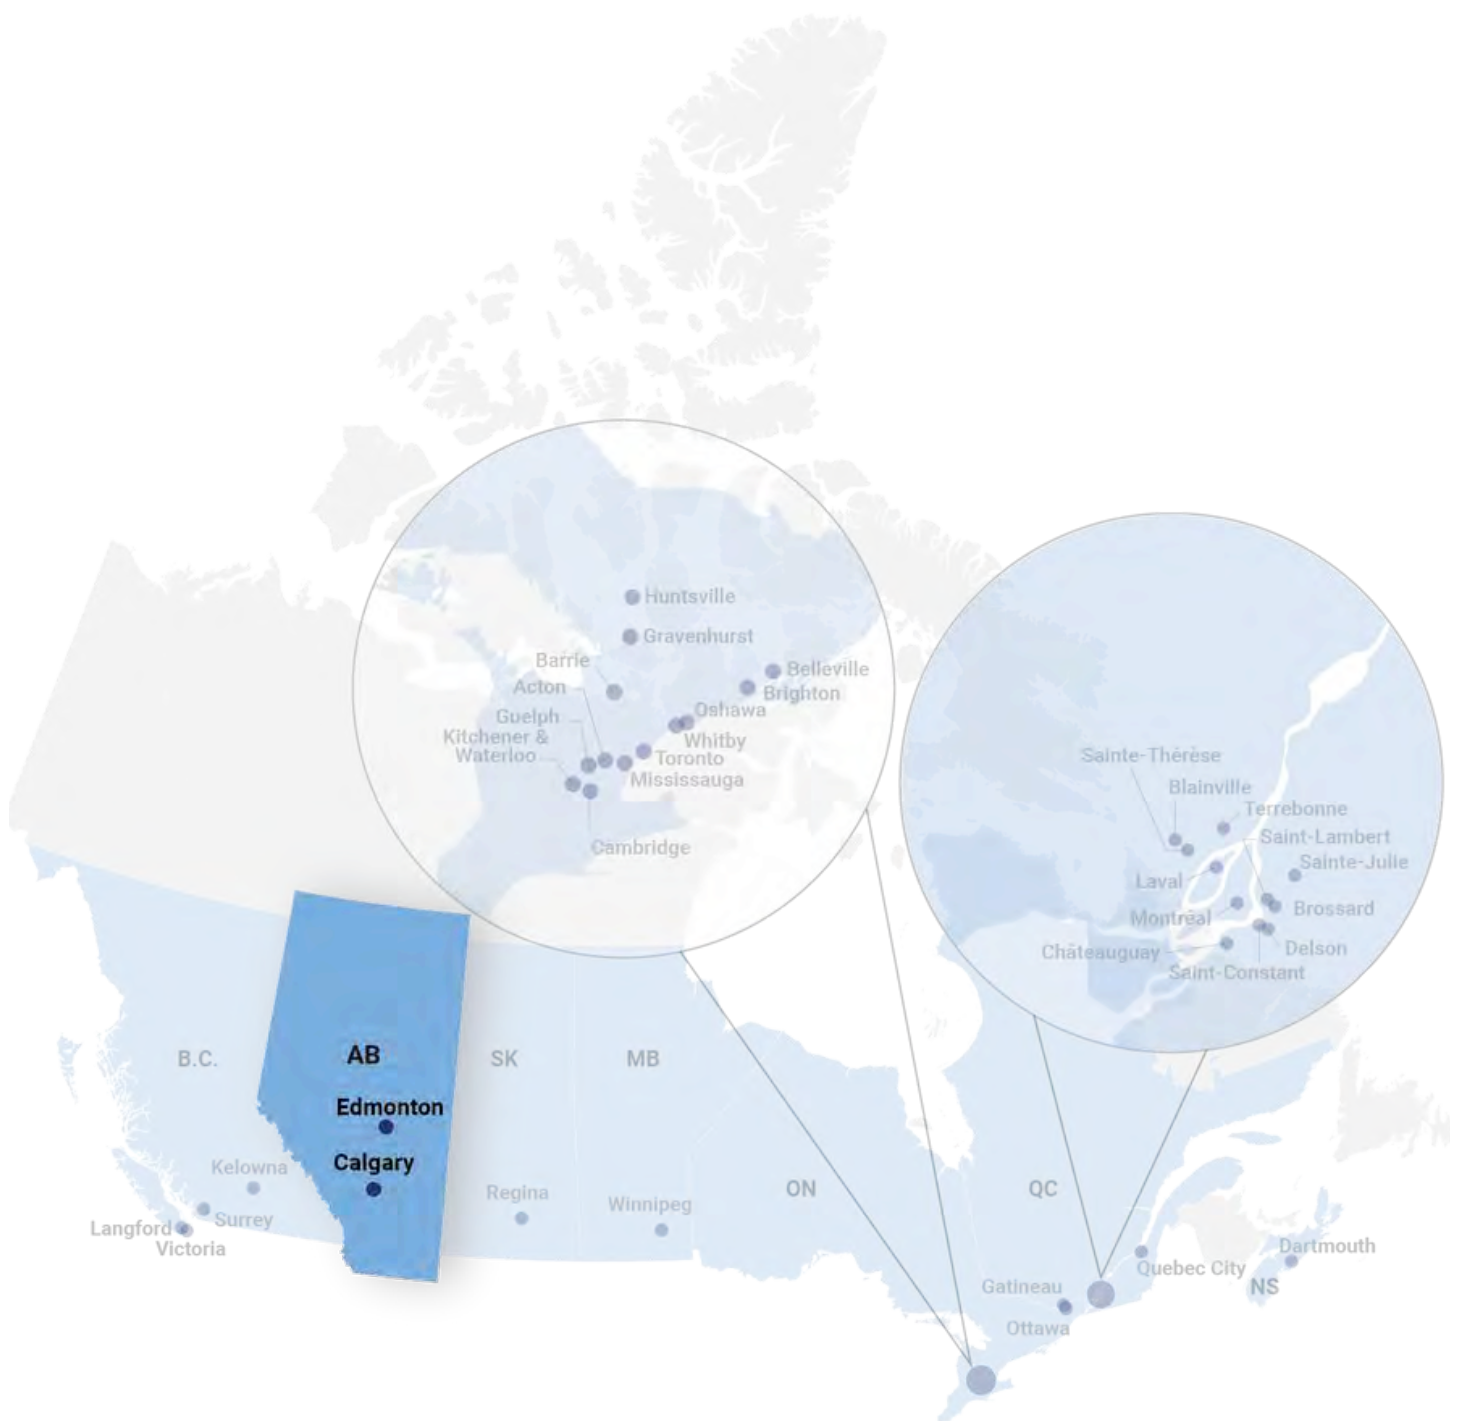 Huntsville
Gravenhurst
Barrie
Belleville
Acton
Brighton
Oshawa
Guelph
Kitchener &
Waterloo
Whitby
Toronto
Mississauga
Cambridge
Sainte-Thérèse
Blainville
Terrebonne
Saint-Lambert
Sainte-Julie
Laval
Brossard
Montréal
Delson
Châteauguay
Saint-Constant
B.C.
AB
SK
MB
Edmonton
Calgary
Kelowna
Regina
Winnipeg
ON
QC
Langford
Surrey
Victoria
Dartmouth
Quebec City
NS
Gatineau
Ottawa